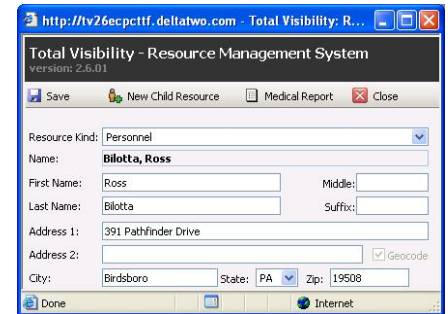 http://tv26ecpcttf.deltatwo.com - Total Visibility: R...
Total Visibility - Resource Management System
version: 2.6.01
Save New Child Resource Medical Report Close
Resource Kind: Personnel
Name: Bilotta, Ross
First Name: Ross Middle:
Last Name: Bilotta Suffix:
Address 1: 391 Pathfinder Drive
Address 2: Geocode
City: Birdsboro State: PA Zip: 19508
Done Internet